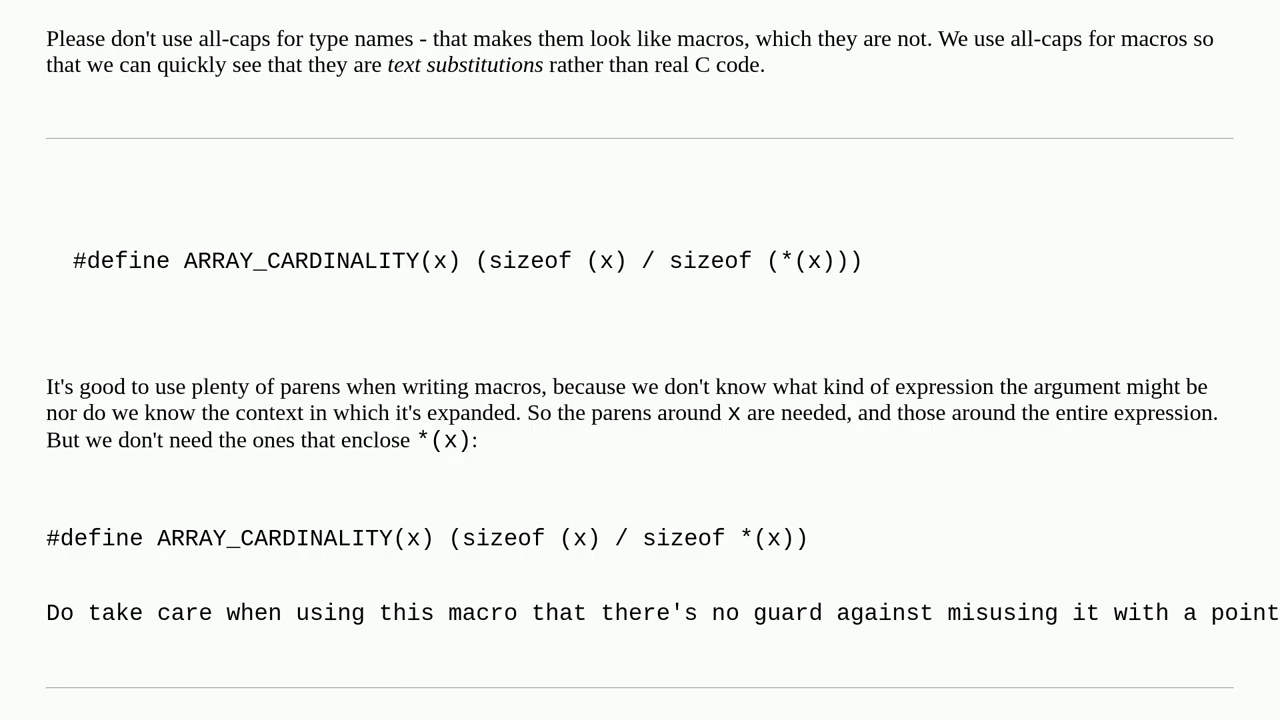 Please don't use all-caps for type names - that makes them look like macros, which they are not. We use all-caps for macros so
that we can quickly see that they are text substitutions rather than real C code.
#define ARRAY_CARDINALITY(x) (sizeof (x) / sizeof (*(x)))
It's good to use plenty of parens when writing macros, because we don't know what kind of expression the argument might be
nor do we know the context in which it's expanded. So the parens around x are needed, and those around the entire expression.
But we don't need the ones that enclose *(x):
#define ARRAY_CARDINALITY(x) (sizeof (x) / sizeof *(x))
Do take care when using this macro that there's no guard against misusing it with a point